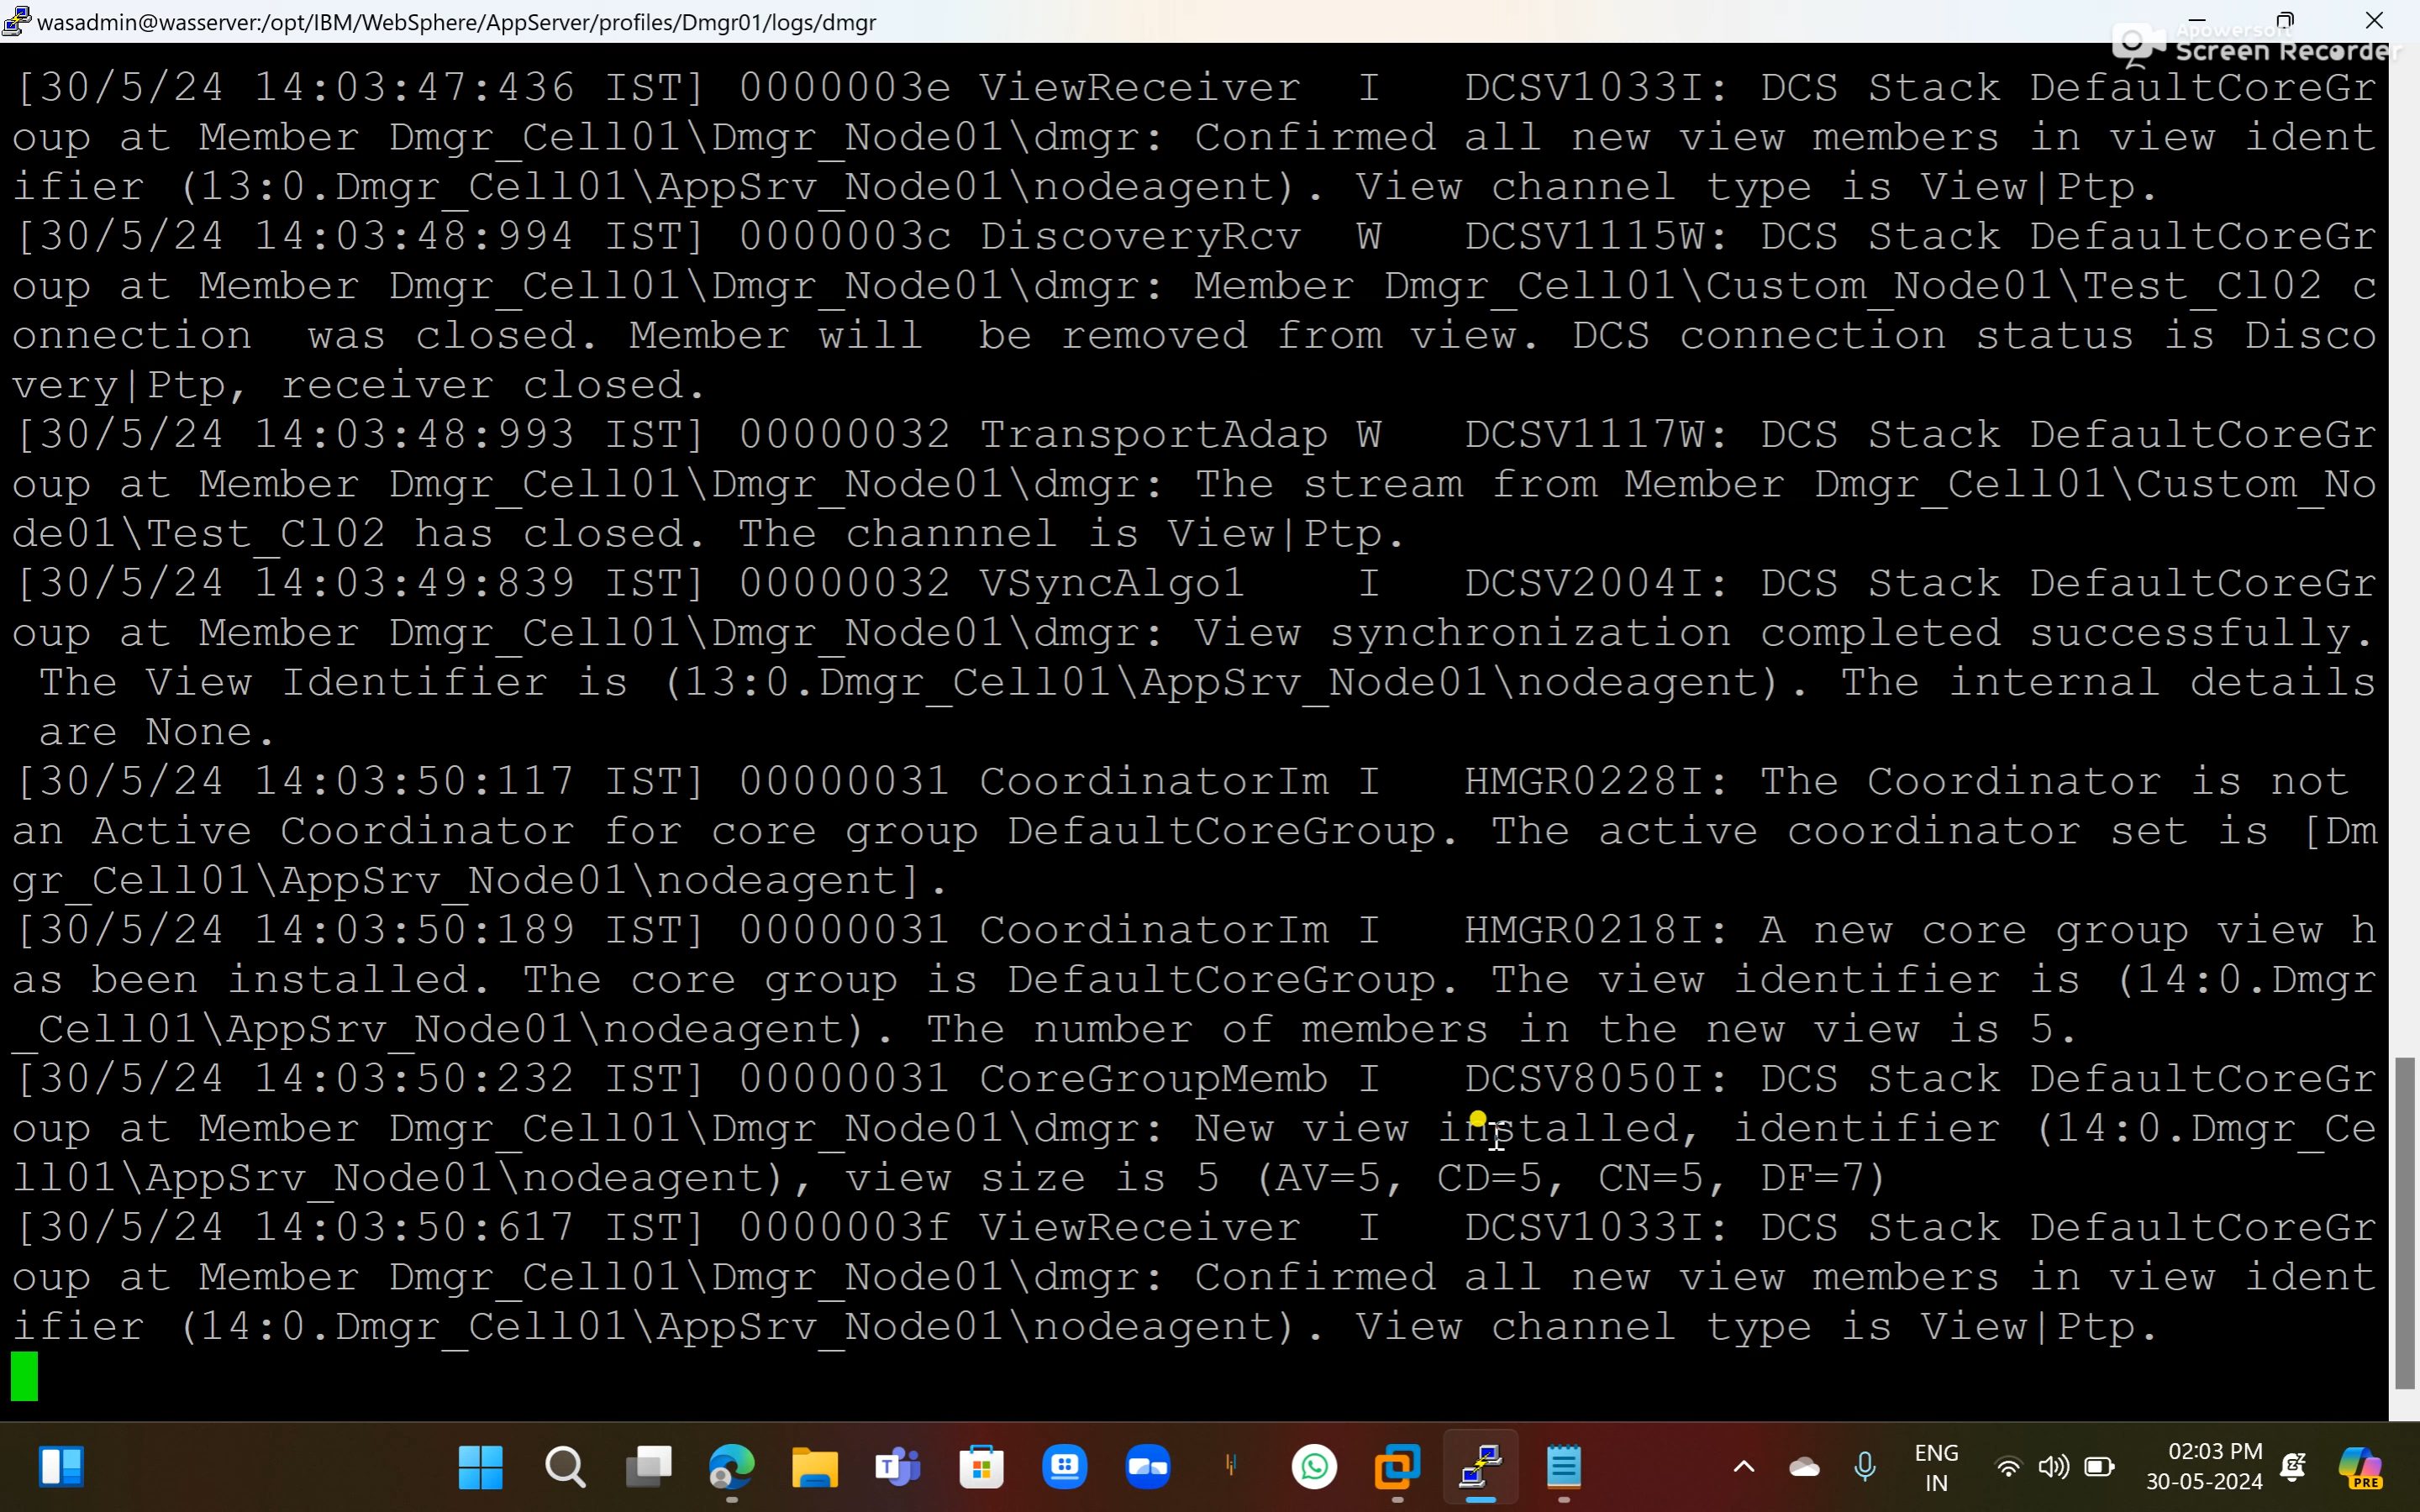 wasadmin@wasserver:/opt/IBM/WebSphere/AppServer/profiles/Dmgr01/logs/dmgr
Apowersoft
Screen Recorder
[30/5/24 14:03:47:436 IST] 0000003e ViewReceiver  I   DCSV1033I: DCS Stack DefaultCoreGr
oup at Member Dmgr_Cell01\Dmgr_Node01\dmgr: Confirmed all new view members in view ident
ifier (13:0.Dmgr_Cell01\AppSrv_Node01\nodeagent). View channel type is View|Ptp.
[30/5/24 14:03:48:994 IST] 0000003c DiscoveryRcv  W   DCSV1115W: DCS Stack DefaultCoreGr
oup at Member Dmgr_Cell01\Dmgr_Node01\dmgr: Member Dmgr_Cell01\Custom_Node01\Test_Cl02 c
onnection  was closed. Member will  be removed from view. DCS connection status is Disco
very|Ptp, receiver closed.
[30/5/24 14:03:48:993 IST] 00000032 TransportAdap W   DCSV1117W: DCS Stack DefaultCoreGr
oup at Member Dmgr_Cell01\Dmgr_Node01\dmgr: The stream from Member Dmgr_Cell01\Custom_No
de01\Test_Cl02 has closed. The channnel is View|Ptp.
[30/5/24 14:03:49:839 IST] 00000032 VSyncAlgo1    I   DCSV2004I: DCS Stack DefaultCoreGr
oup at Member Dmgr_Cell01\Dmgr_Node01\dmgr: View synchronization completed successfully.
 The View Identifier is (13:0.Dmgr_Cell01\AppSrv_Node01\nodeagent). The internal details
 are None.
[30/5/24 14:03:50:117 IST] 00000031 CoordinatorIm I   HMGR0228I: The Coordinator is not
an Active Coordinator for core group DefaultCoreGroup. The active coordinator set is [Dm
gr_Cell01\AppSrv_Node01\nodeagent].
[30/5/24 14:03:50:189 IST] 00000031 CoordinatorIm I   HMGR0218I: A new core group view h
as been installed. The core group is DefaultCoreGroup. The view identifier is (14:0.Dmgr
_Cell01\AppSrv_Node01\nodeagent). The number of members in the new view is 5.
[30/5/24 14:03:50:232 IST] 00000031 CoreGroupMemb I   DCSV8050I: DCS Stack DefaultCoreGr
oup at Member Dmgr_Cell01\Dmgr_Node01\dmgr: New view installed, identifier (14:0.Dmgr_Ce
ll01\AppSrv_Node01\nodeagent), view size is 5 (AV=5, CD=5, CN=5, DF=7)
[30/5/24 14:03:50:617 IST] 0000003f ViewReceiver  I   DCSV1033I: DCS Stack DefaultCoreGr
oup at Member Dmgr_Cell01\Dmgr_Node01\dmgr: Confirmed all new view members in view ident
ifier (14:0.Dmgr_Cell01\AppSrv_Node01\nodeagent). View channel type is View|Ptp.
ENG
IN
02:03 PM
30-05-2024
PRE